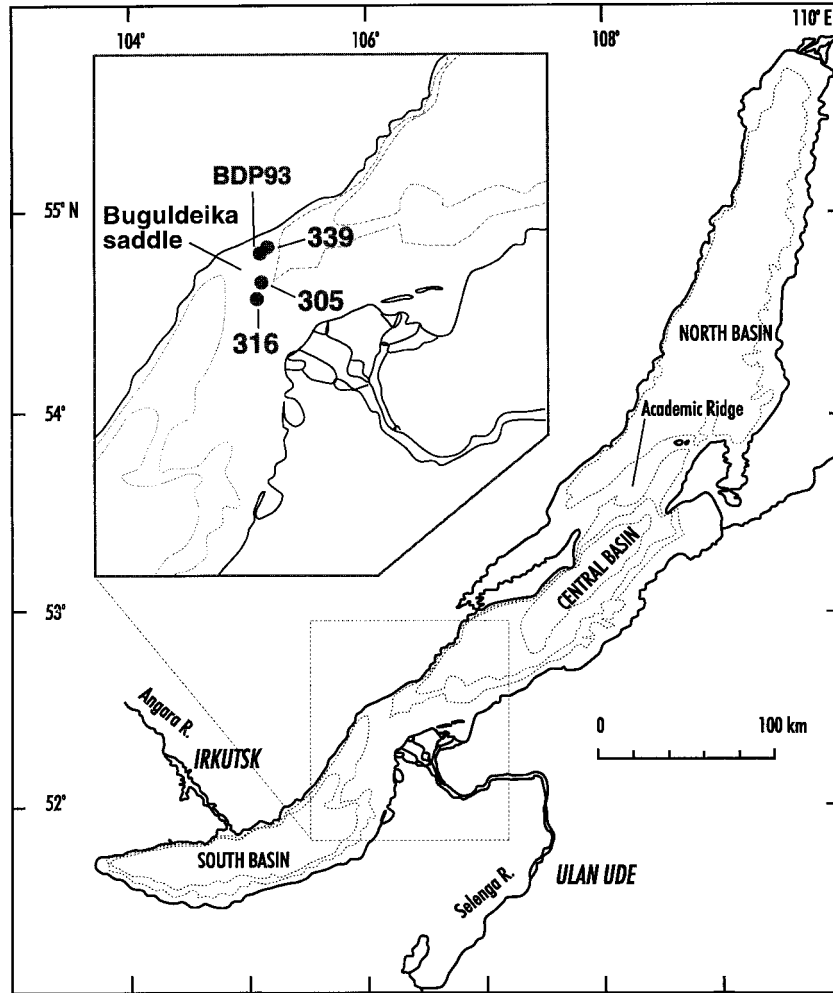 104°
106°
108°
110° E
55° N
54°
53°
52°
BDP93
Buguldeika
saddle
339
305
316
NORTH BASIN
Academic Ridge
CENTRAL BASIN
0 100 km
Angara R.
IRKUTSK
SOUTH BASIN
Selenga R.
ULAN UDE